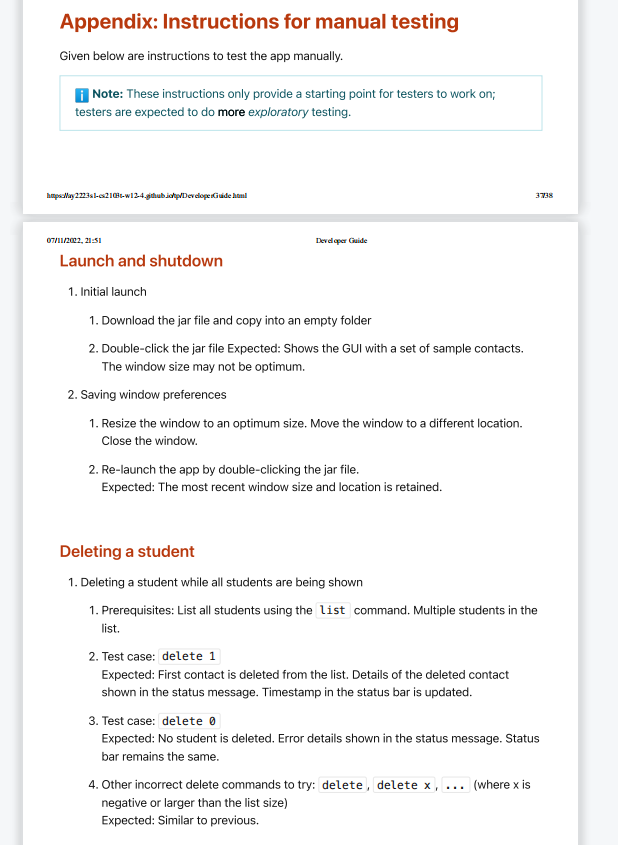 Appendix: Instructions for manual testing
Given below are instructions to test the app manually.
i Note: These instructions only provide a starting point for testers to work on;
testers are expected to do more exploratory testing.
https://ay2223s1-cs2103t-w12-4.github.io/tp/DeveloperGuide.html 37/38
07/11/2022, 21:51 Developer Guide
Launch and shutdown
1. Initial launch
1. Download the jar file and copy into an empty folder
2. Double-click the jar file Expected: Shows the GUI with a set of sample contacts.
The window size may not be optimum.
2. Saving window preferences
1. Resize the window to an optimum size. Move the window to a different location.
Close the window.
2. Re-launch the app by double-clicking the jar file.
Expected: The most recent window size and location is retained.
Deleting a student
1. Deleting a student while all students are being shown
1. Prerequisites: List all students using the list command. Multiple students in the
list.
2. Test case: delete 1
Expected: First contact is deleted from the list. Details of the deleted contact
shown in the status message. Timestamp in the status bar is updated.
3. Test case: delete 0
Expected: No student is deleted. Error details shown in the status message. Status
bar remains the same.
4. Other incorrect delete commands to try: delete, delete x, ... (where x is
negative or larger than the list size)
Expected: Similar to previous.